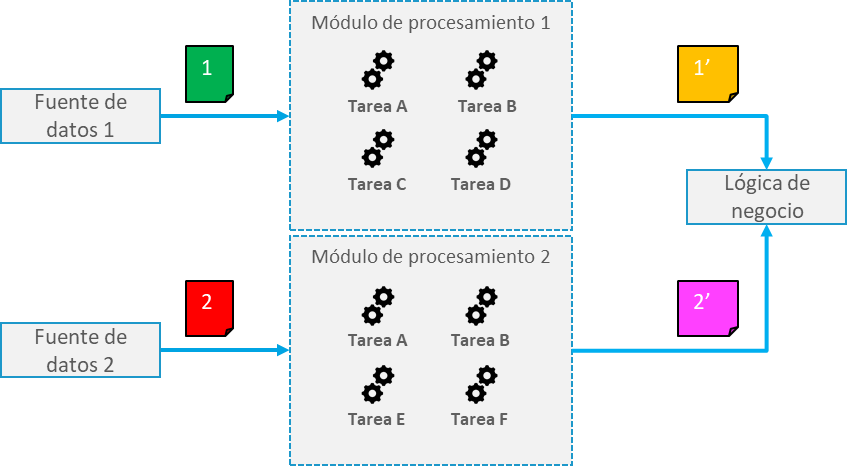 Módulo de procesamiento 1
1
1’
Tarea A
Tarea B
Fuente de
datos 1
Tarea C
Tarea D
Lógica de
negocio
Módulo de procesamiento 2
2
2’
Tarea A
Tarea B
Fuente de
datos 2
Tarea E
Tarea F